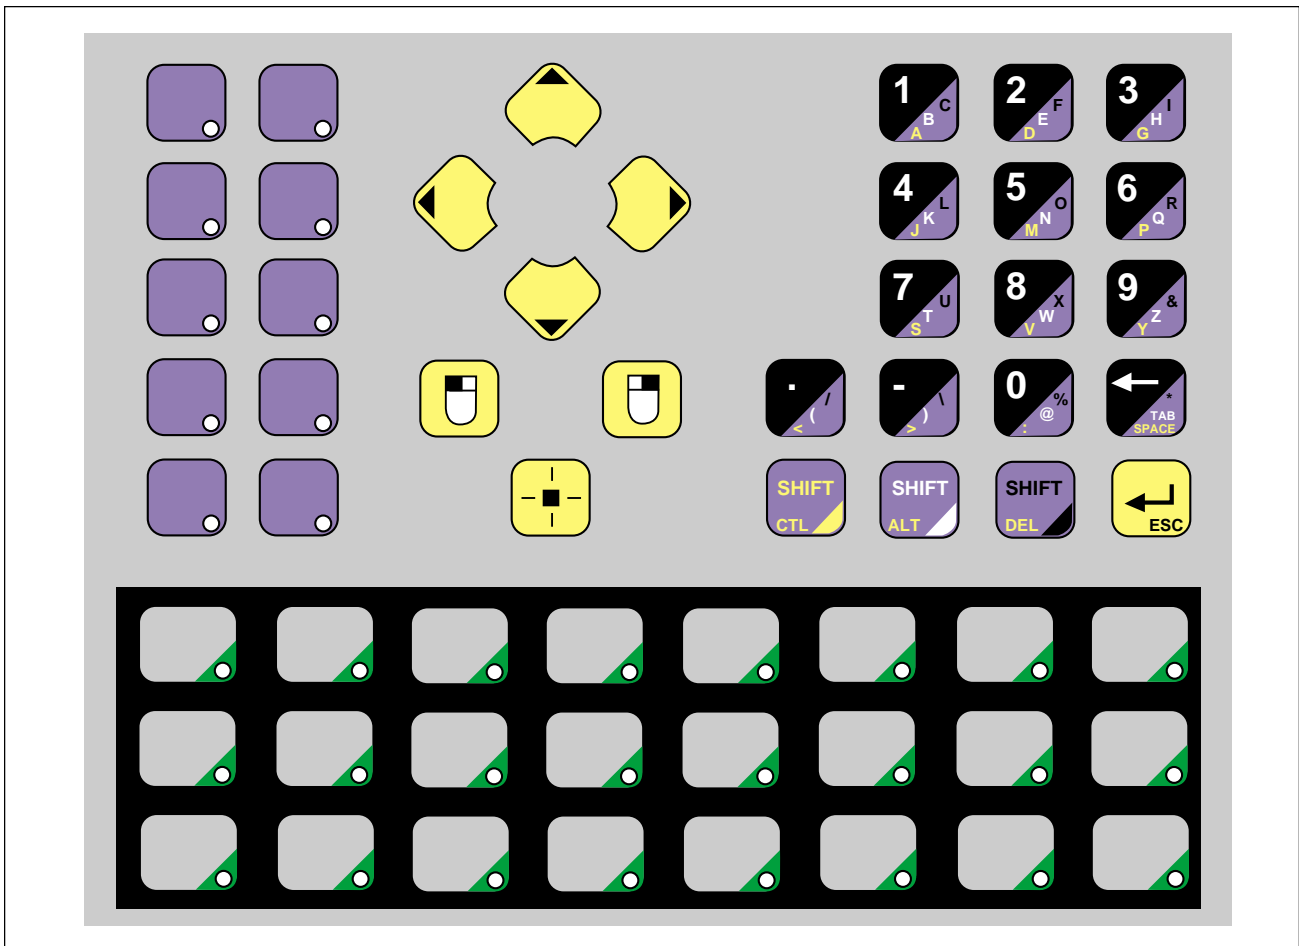 1 C B A
2 F E D
3 I H G
4 L K J
5 O N M
6 R Q P
7 U T S
8 X W V
9 & Z Y
. / ( <
- \ ) >
0 % @ :
* TAB SPACE
SHIFT CTL
SHIFT ALT
SHIFT DEL
ESC